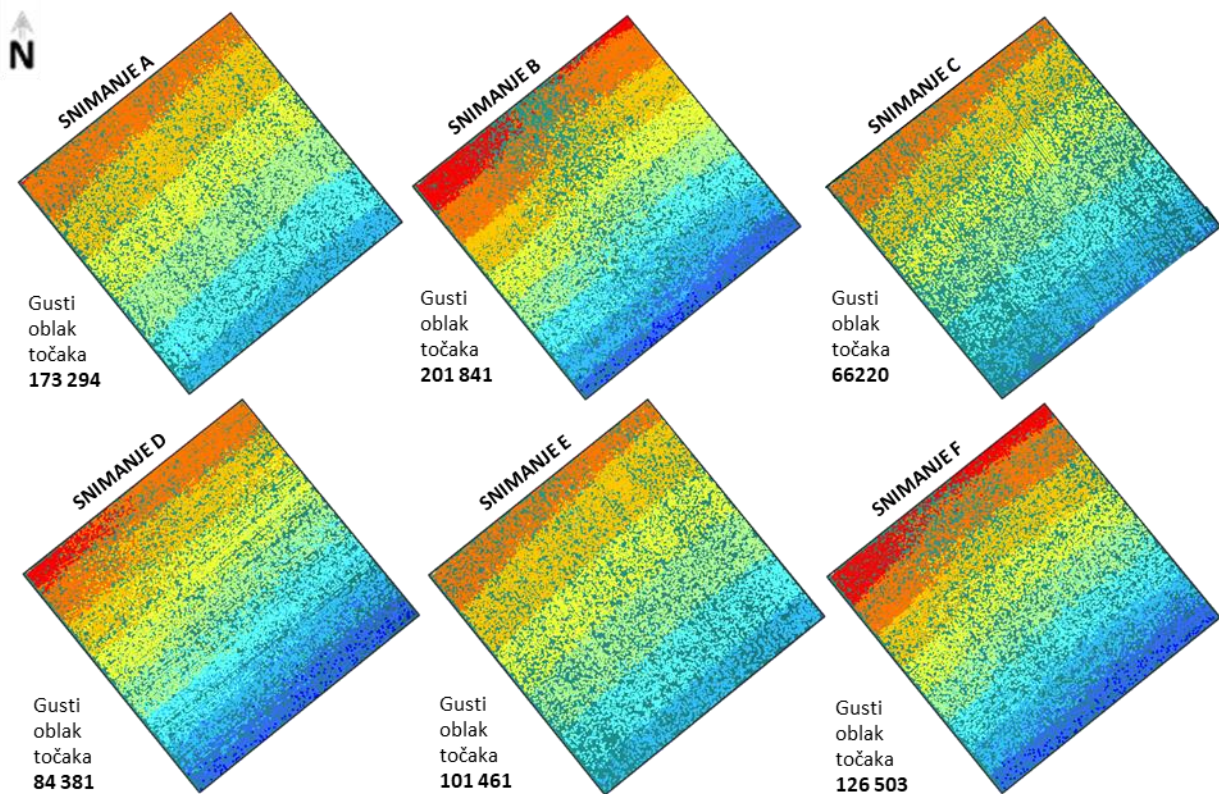 N
SNIMANJE A
Gusti
oblak
točaka
173 294
SNIMANJE B
Gusti
oblak
točaka
201 841
SNIMANJE C
Gusti
oblak
točaka
66220
SNIMANJE D
Gusti
oblak
točaka
84 381
SNIMANJE E
Gusti
oblak
točaka
101 461
SNIMANJE F
Gusti
oblak
točaka
126 503